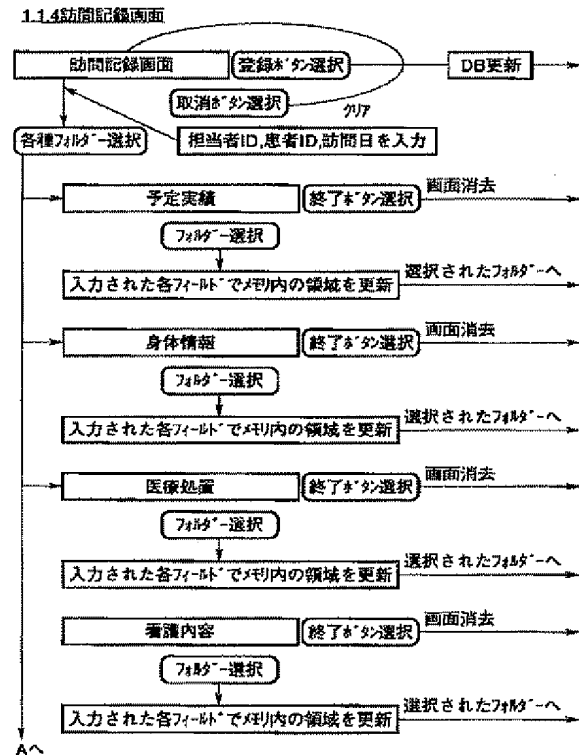 1.1.4訪問記録画面
訪問記録画面 登録ﾎﾞﾀﾝ選択 DB更新
取消ﾎﾞﾀﾝ選択 ｸﾘｱ
各種フォルダー選択 担当者ID,患者ID,訪問日を入力
予定実績 終了ﾎﾞﾀﾝ選択 画面消去
ﾌｫﾙﾀﾞｰ選択
入力された各ﾌｨｰﾙﾄﾞでﾒﾓﾘ内の領域を更新 選択されたﾌｫﾙﾀﾞｰへ
身体情報 終了ﾎﾞﾀﾝ選択 画面消去
ﾌｫﾙﾀﾞｰ選択
入力された各ﾌｨｰﾙﾄﾞでﾒﾓﾘ内の領域を更新 選択されたﾌｫﾙﾀﾞｰへ
医療処置 終了ﾎﾞﾀﾝ選択 画面消去
ﾌｫﾙﾀﾞｰ選択
入力された各ﾌｨｰﾙﾄﾞでﾒﾓﾘ内の領域を更新 選択されたﾌｫﾙﾀﾞｰへ
看護内容 終了ﾎﾞﾀﾝ選択 画面消去
ﾌｫﾙﾀﾞｰ選択
入力された各ﾌｨｰﾙﾄﾞでﾒﾓﾘ内の領域を更新 選択されたﾌｫﾙﾀﾞｰへ
Aへ